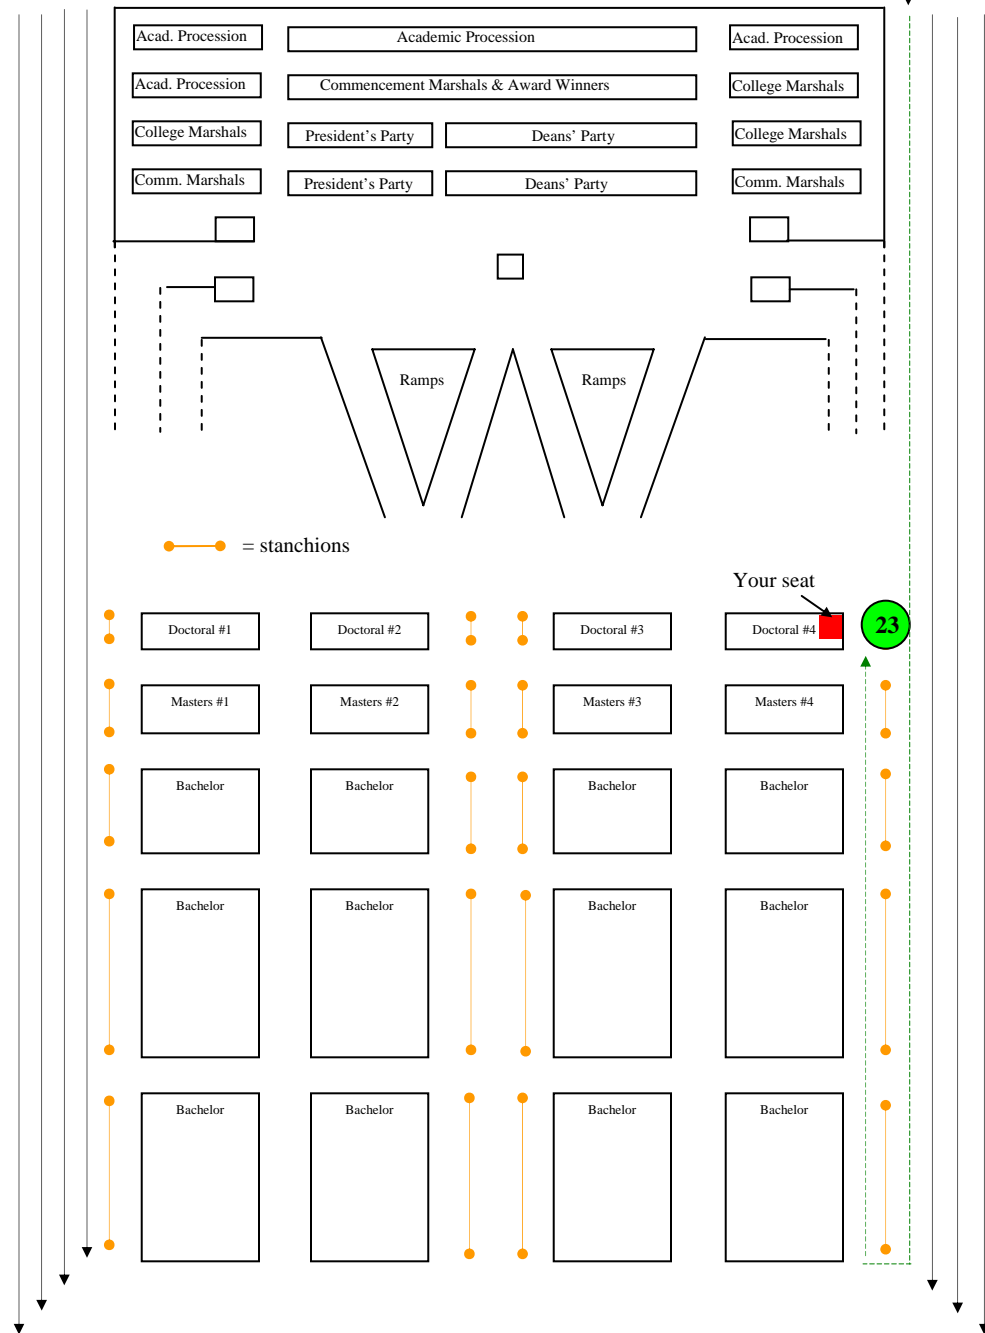 Acad. Procession Academic Procession Acad. Procession
Acad. Procession Commencement Marshals & Award Winners College Marshals
College Marshals President's Party Deans' Party College Marshals
Comm. Marshals President's Party Deans' Party Comm. Marshals
Ramps Ramps
= stanchions
Your seat
Doctoral #1 Doctoral #2 Doctoral #3 Doctoral #4 23
Masters #1 Masters #2 Masters #3 Masters #4
Bachelor Bachelor Bachelor Bachelor
Bachelor Bachelor Bachelor Bachelor
Bachelor Bachelor Bachelor Bachelor